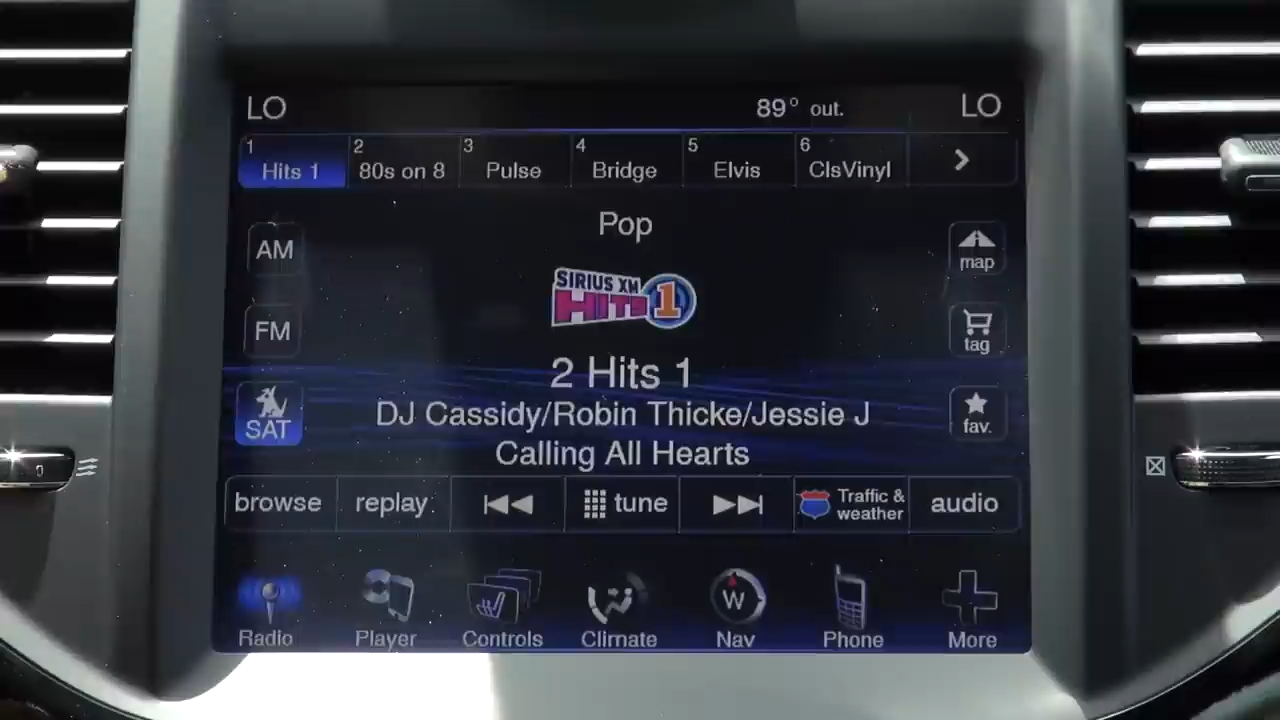 LO 89° out. LO
1 2 3 4 5 6
Hits 1 80s on 8 Pulse Bridge Elvis ClsVinyl
Pop
AM
map
SIRIUS XM
HITS 1
FM
tag
2 Hits 1
DJ Cassidy/Robin Thicke/Jessie J
SAT
fav.
Calling All Hearts
browse replay tune Traffic & audio
weather
W
Radio Player Controls Climate Nav Phone More